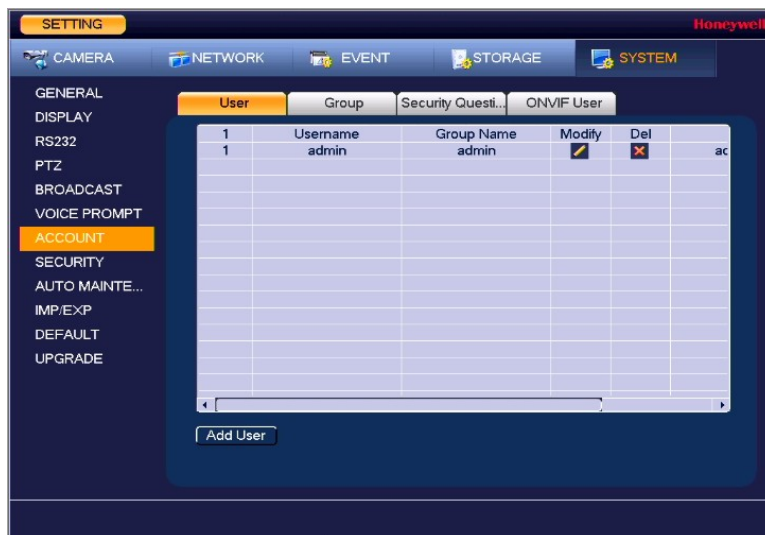 SETTING
Honeywell
CAMERA NETWORK EVENT STORAGE SYSTEM
GENERAL
DISPLAY
RS232
PTZ
BROADCAST
VOICE PROMPT
ACCOUNT
SECURITY
AUTO MAINTE...
IMP/EXP
DEFAULT
UPGRADE
User Group Security Questi... ONVIF User
1 Username Group Name Modify Del
1 admin admin ac
Add User